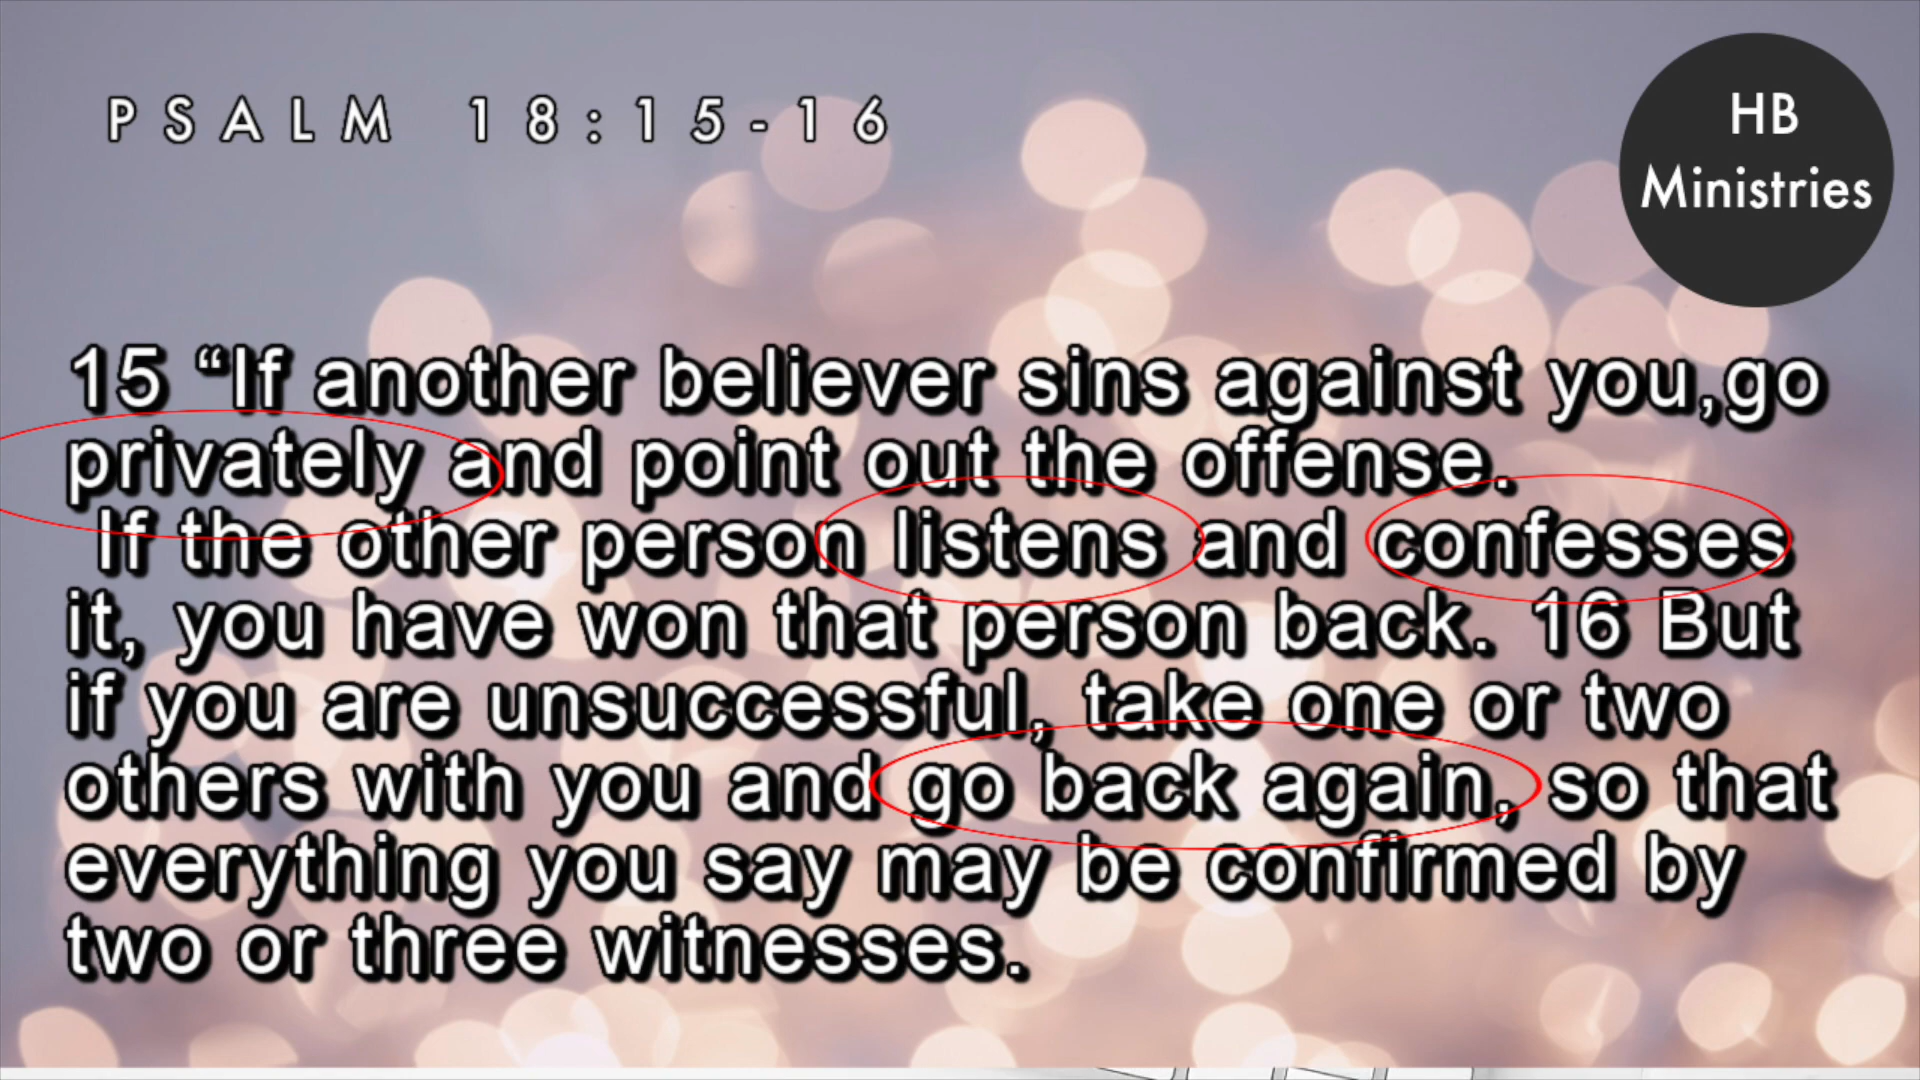 PSALM 18:15-16
HB
Ministries
15 “If another believer sins against you,go
privately and point out the offense.
If the other person listens and confesses
it, you have won that person back. 16 But
if you are unsuccessful, take one or two
others with you and go back again, so that
everything you say may be confirmed by
two or three witnesses.